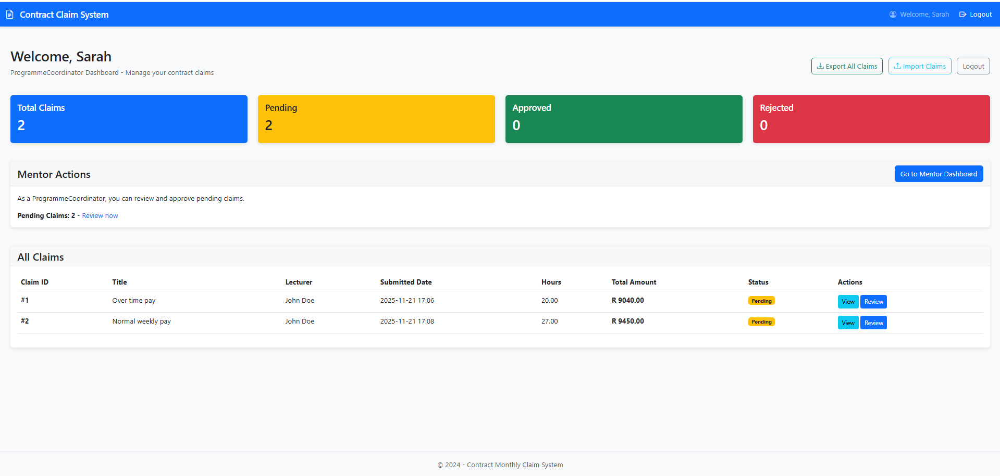 Contract Claim System
Welcome, Sarah
Logout
Welcome, Sarah
ProgrammeCoordinator Dashboard - Manage your contract claims
Export All Claims
Import Claims
Logout
Total Claims
2
Pending
2
Approved
0
Rejected
0
Mentor Actions
Go to Mentor Dashboard
As a ProgrammeCoordinator, you can review and approve pending claims.
Pending Claims: 2 - Review now
All Claims
Claim ID Title Lecturer Submitted Date Hours Total Amount Status Actions
#1 Over time pay John Doe 2025-11-21 17:06 20.00 R 9040.00 Pending View Review
#2 Normal weekly pay John Doe 2025-11-21 17:08 27.00 R 9450.00 Pending View Review
© 2024 - Contract Monthly Claim System